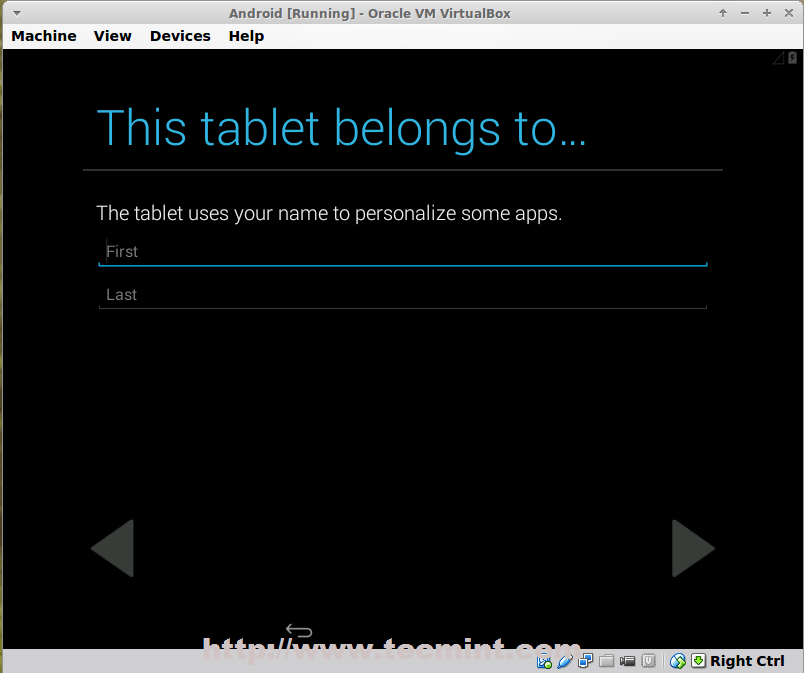 Android [Running] - Oracle VM VirtualBox
Machine View Devices Help
This tablet belongs to...
The tablet uses your name to personalize some apps.
First
Last
http://www.tecmint.com
Right Ctrl